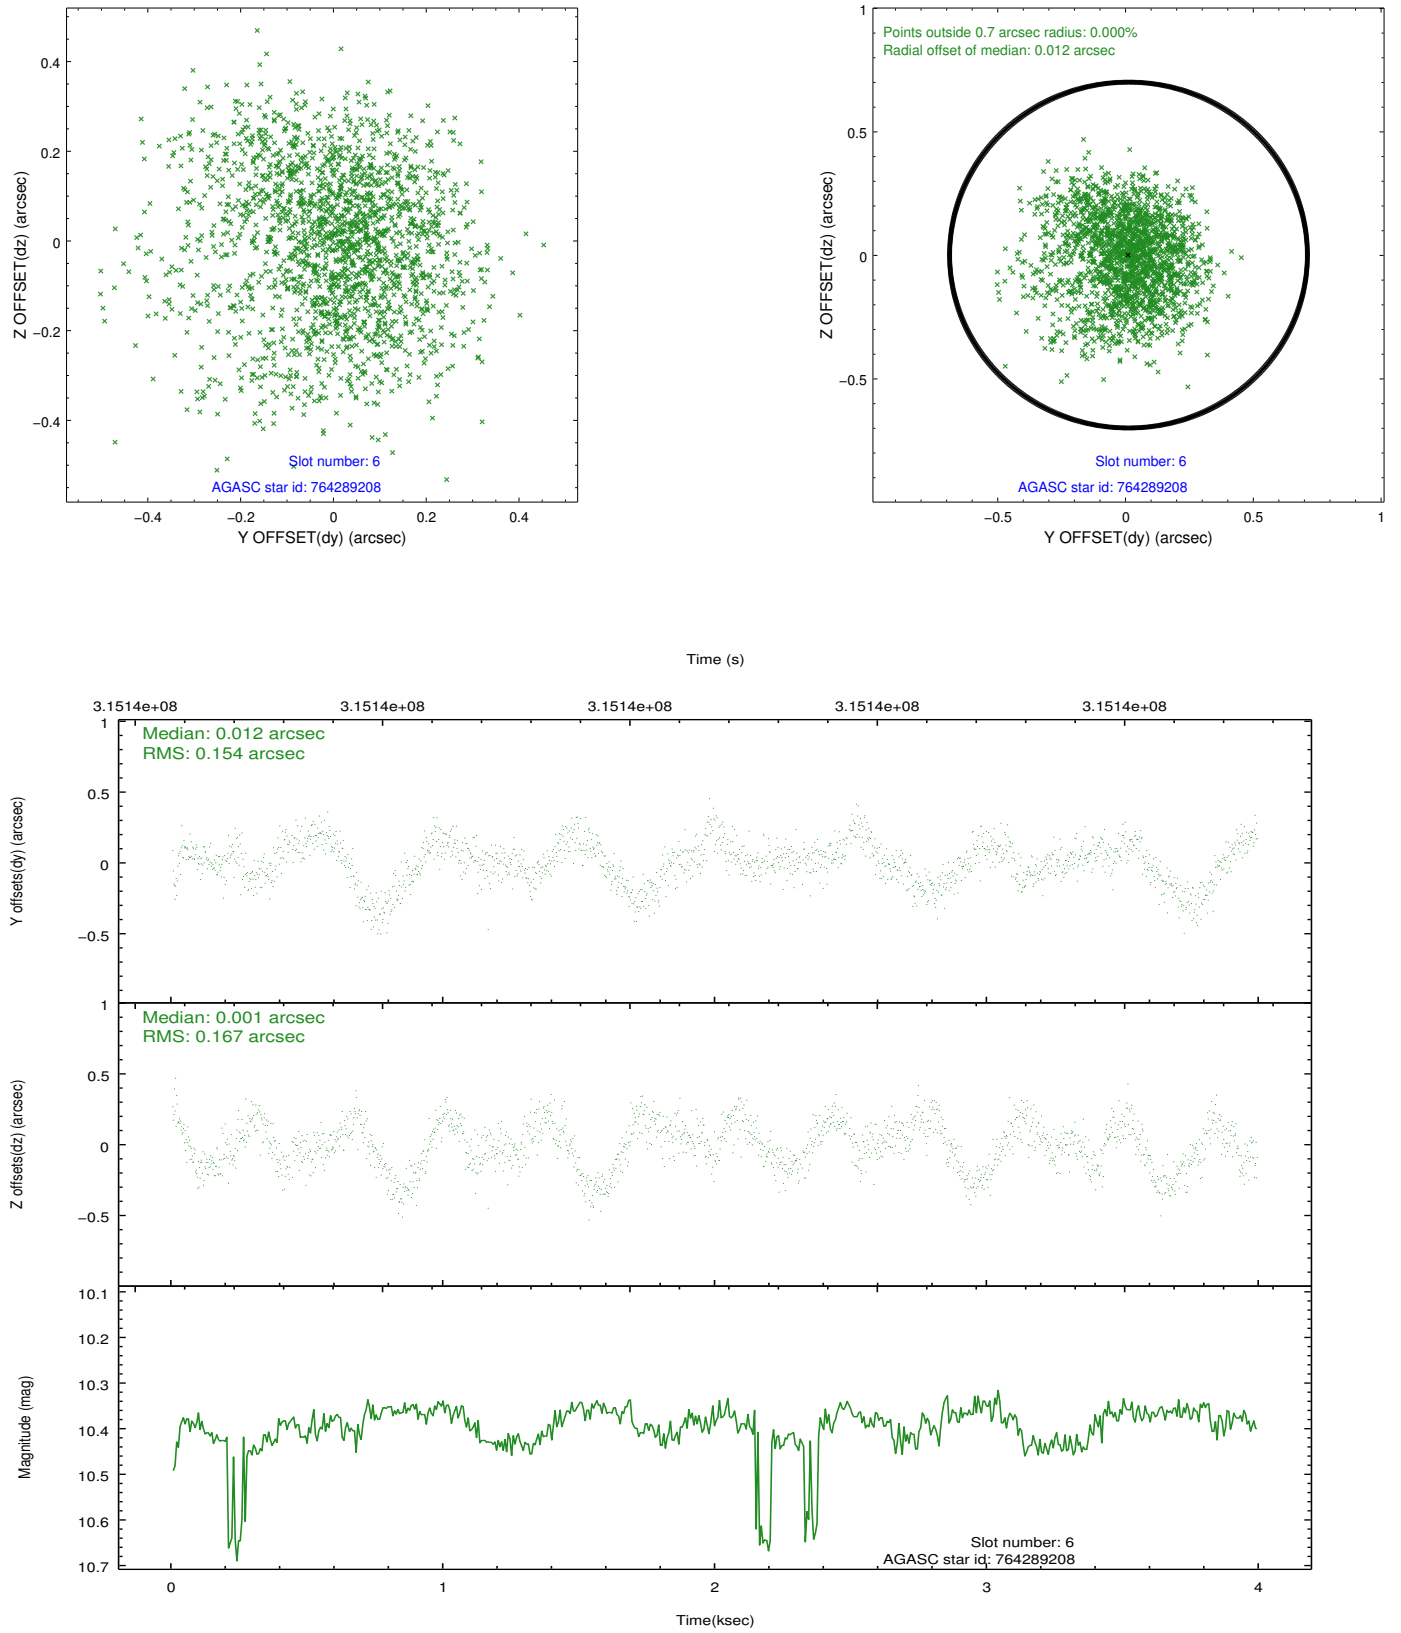 0.4
0.2
0
−0.2
−0.4
Z OFFSET(dz) (arcsec)
Slot number: 6
AGASC star id: 764289208
−0.4 −0.2 0 0.2 0.4
Y OFFSET(dy) (arcsec)
Points outside 0.7 arcsec radius: 0.000%
Radial offset of median: 0.012 arcsec
1
0.5
0
−0.5
Z OFFSET(dz) (arcsec)
Slot number: 6
AGASC star id: 764289208
−0.5 0 0.5 1
Y OFFSET(dy) (arcsec)
Time (s)
3.1514e+08 3.1514e+08 3.1514e+08 3.1514e+08 3.1514e+08
Median: 0.012 arcsec
RMS: 0.154 arcsec
1
0.5
0
−0.5
Y offsets(dy) (arcsec)
Median: 0.001 arcsec
RMS: 0.167 arcsec
1
0.5
0
−0.5
Z offsets(dz) (arcsec)
10.1
10.2
10.3
10.4
10.5
10.6
10.7
Magnitude (mag)
Slot number: 6
AGASC star id: 764289208
0 1 2 3 4
Time(ksec)